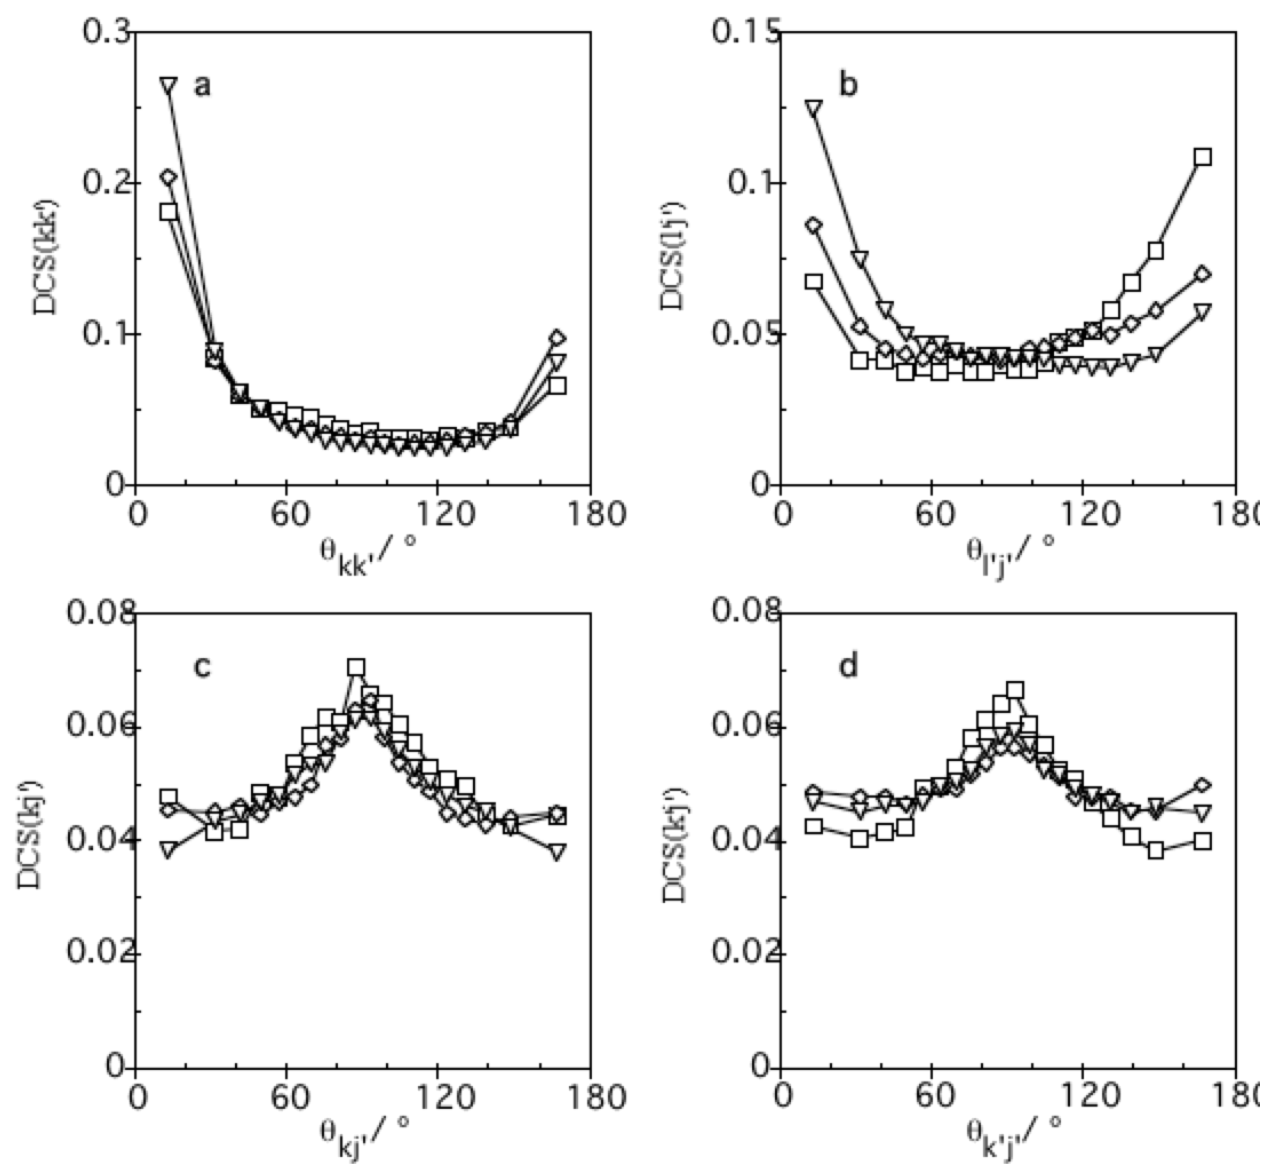 0.3
a
0.2
DCS(kk')
0.1
0
0 60 120 180
θkk'/ °
0.15
b
0.1
DCS(l'j')
0.05
0
0 60 120 180
θl'j'/ °
0.08
c
0.06
DCS(kj')
0.04
0.02
0
0 60 120 180
θkj'/ °
0.08
d
0.06
DCS(k'j')
0.04
0.02
0
0 60 120 180
θk'j'/ °